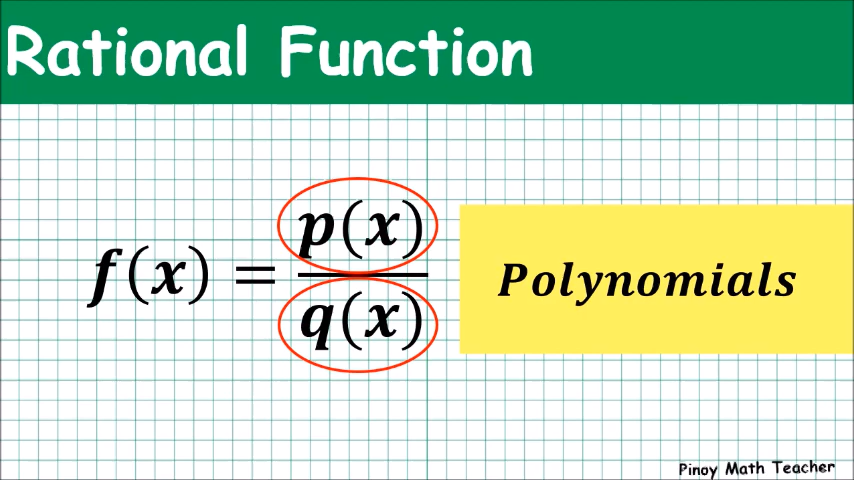 Rational Function
f(x) = p(x)/q(x)
Polynomials
Pinoy Math Teacher